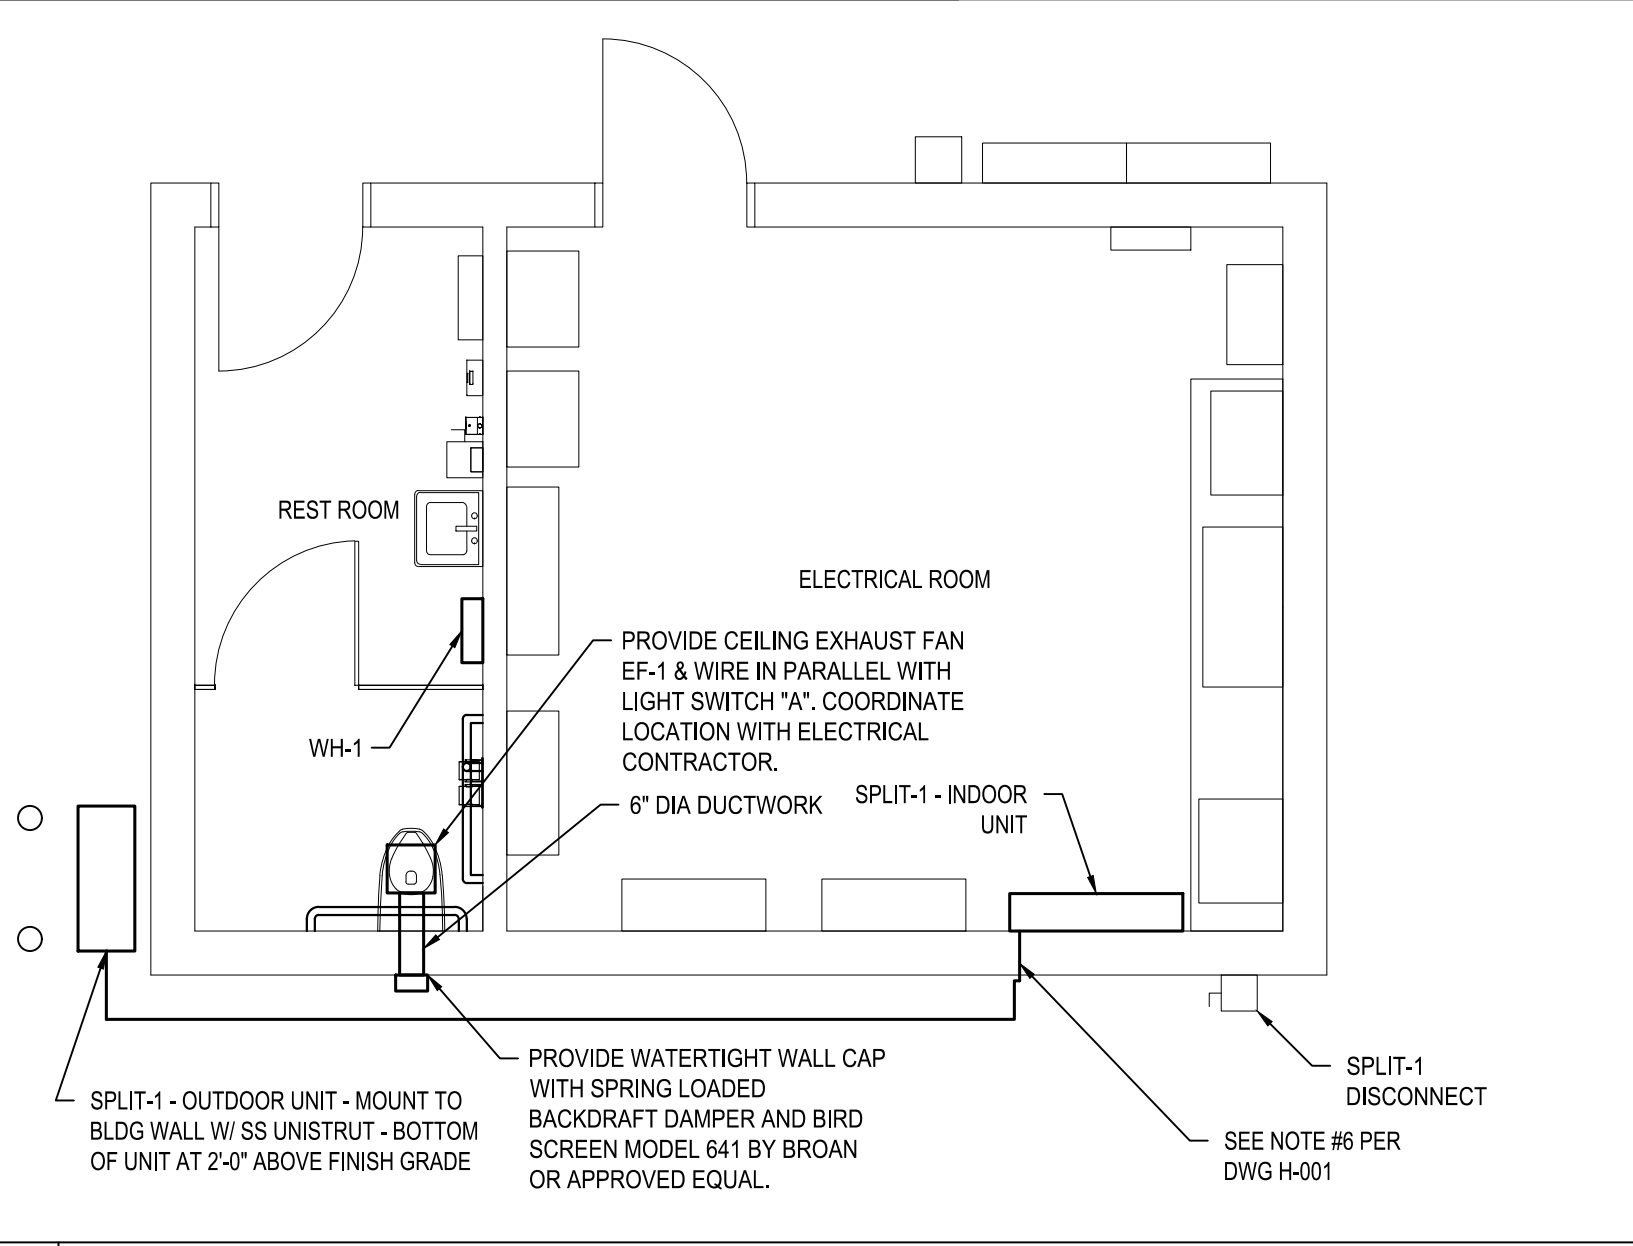 REST ROOM
ELECTRICAL ROOM
PROVIDE CEILING EXHAUST FAN
EF-1 & WIRE IN PARALLEL WITH
LIGHT SWITCH "A". COORDINATE
LOCATION WITH ELECTRICAL
CONTRACTOR.
WH-1
6" DIA DUCTWORK
SPLIT-1 - INDOOR
UNIT
SPLIT-1 - OUTDOOR UNIT - MOUNT TO
BLDG WALL W/ SS UNISTRUT - BOTTOM
OF UNIT AT 2'-0" ABOVE FINISH GRADE
PROVIDE WATERTIGHT WALL CAP
WITH SPRING LOADED
BACKDRAFT DAMPER AND BIRD
SCREEN MODEL 641 BY BROAN
OR APPROVED EQUAL.
SPLIT-1
DISCONNECT
SEE NOTE #6 PER
DWG H-001